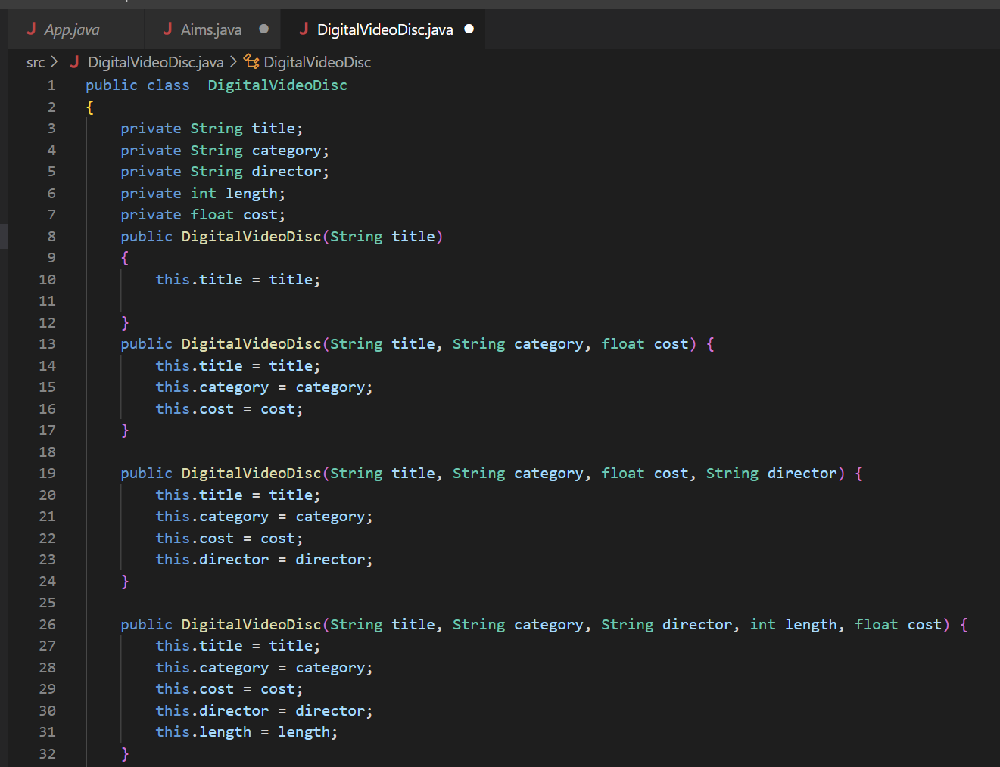 App.java Aims.java DigitalVideoDisc.java
src > DigitalVideoDisc.java > DigitalVideoDisc
1 public class  DigitalVideoDisc
2 {
3     private String title;
4     private String category;
5     private String director;
6     private int length;
7     private float cost;
8     public DigitalVideoDisc(String title)
9     {
10         this.title = title;
11
12     }
13     public DigitalVideoDisc(String title, String category, float cost) {
14         this.title = title;
15         this.category = category;
16         this.cost = cost;
17     }
18
19     public DigitalVideoDisc(String title, String category, float cost, String director) {
20         this.title = title;
21         this.category = category;
22         this.cost = cost;
23         this.director = director;
24     }
25
26     public DigitalVideoDisc(String title, String category, String director, int length, float cost) {
27         this.title = title;
28         this.category = category;
29         this.cost = cost;
30         this.director = director;
31         this.length = length;
32     }